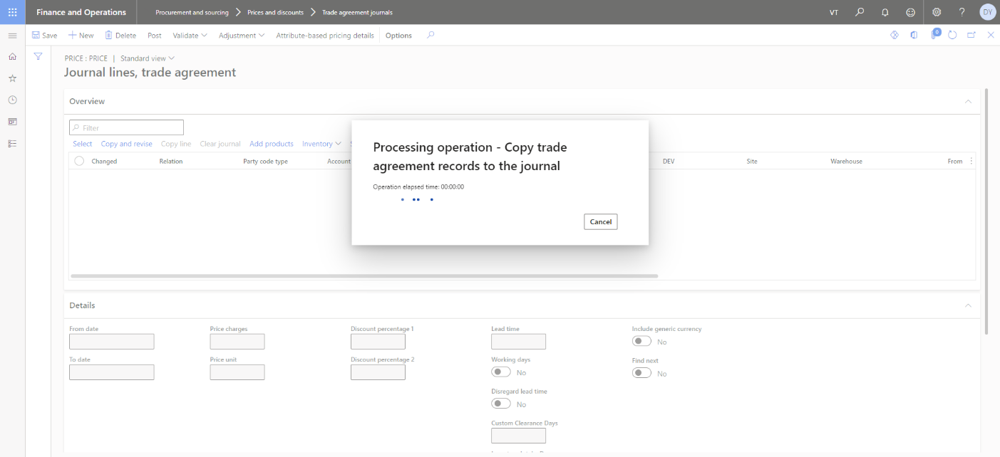 Finance and Operations
Procurement and sourcing
Prices and discounts
Trade agreement journals
VT
?
DY
Save
New
Delete
Post
Validate
Adjustment
Attribute-based pricing details
Options
0
PRICE : PRICE | Standard view
Journal lines, trade agreement
Overview
Filter
Select
Copy and revise
Copy line
Clear journal
Add products
Inventory
Changed
Relation
Party code type
Account
DEV
Site
Warehouse
From
Processing operation - Copy trade
agreement records to the journal
Operation elapsed time: 00:00:00
Cancel
Details
From date
Price charges
Discount percentage 1
Lead time
Include generic currency
No
To date
Price unit
Discount percentage 2
Working days
No
Find next
No
Disregard lead time
No
Custom Clearance Days